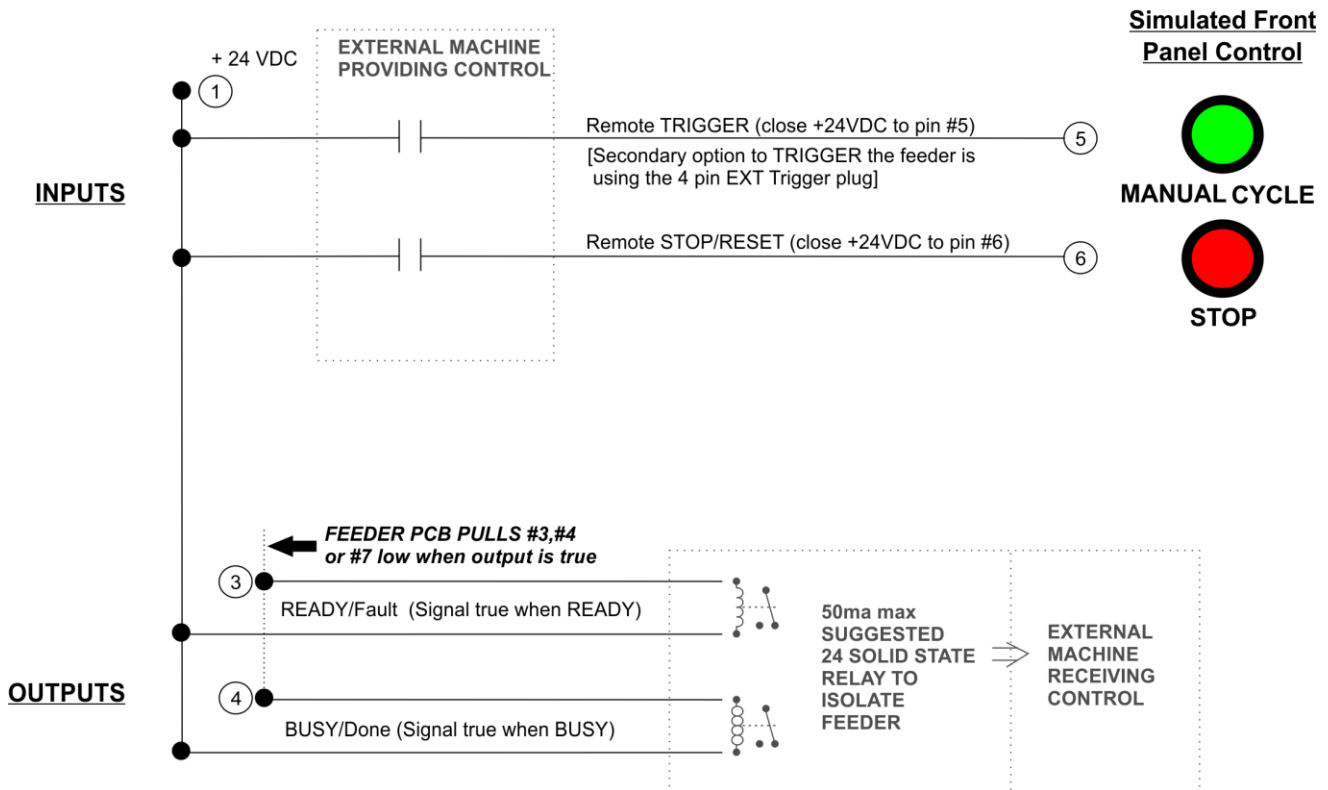 Simulated Front
Panel Control
+ 24 VDC
1
EXTERNAL MACHINE
PROVIDING CONTROL
Remote TRIGGER (close +24VDC to pin #5)
5
[Secondary option to TRIGGER the feeder is
using the 4 pin EXT Trigger plug]
MANUAL CYCLE
INPUTS
Remote STOP/RESET (close +24VDC to pin #6)
6
STOP
FEEDER PCB PULLS #3,#4
or #7 low when output is true
3
READY/Fault (Signal true when READY)
OUTPUTS
4
BUSY/Done (Signal true when BUSY)
50ma max
SUGGESTED
24 SOLID STATE
RELAY TO
ISOLATE
FEEDER
EXTERNAL
MACHINE
RECEIVING
CONTROL